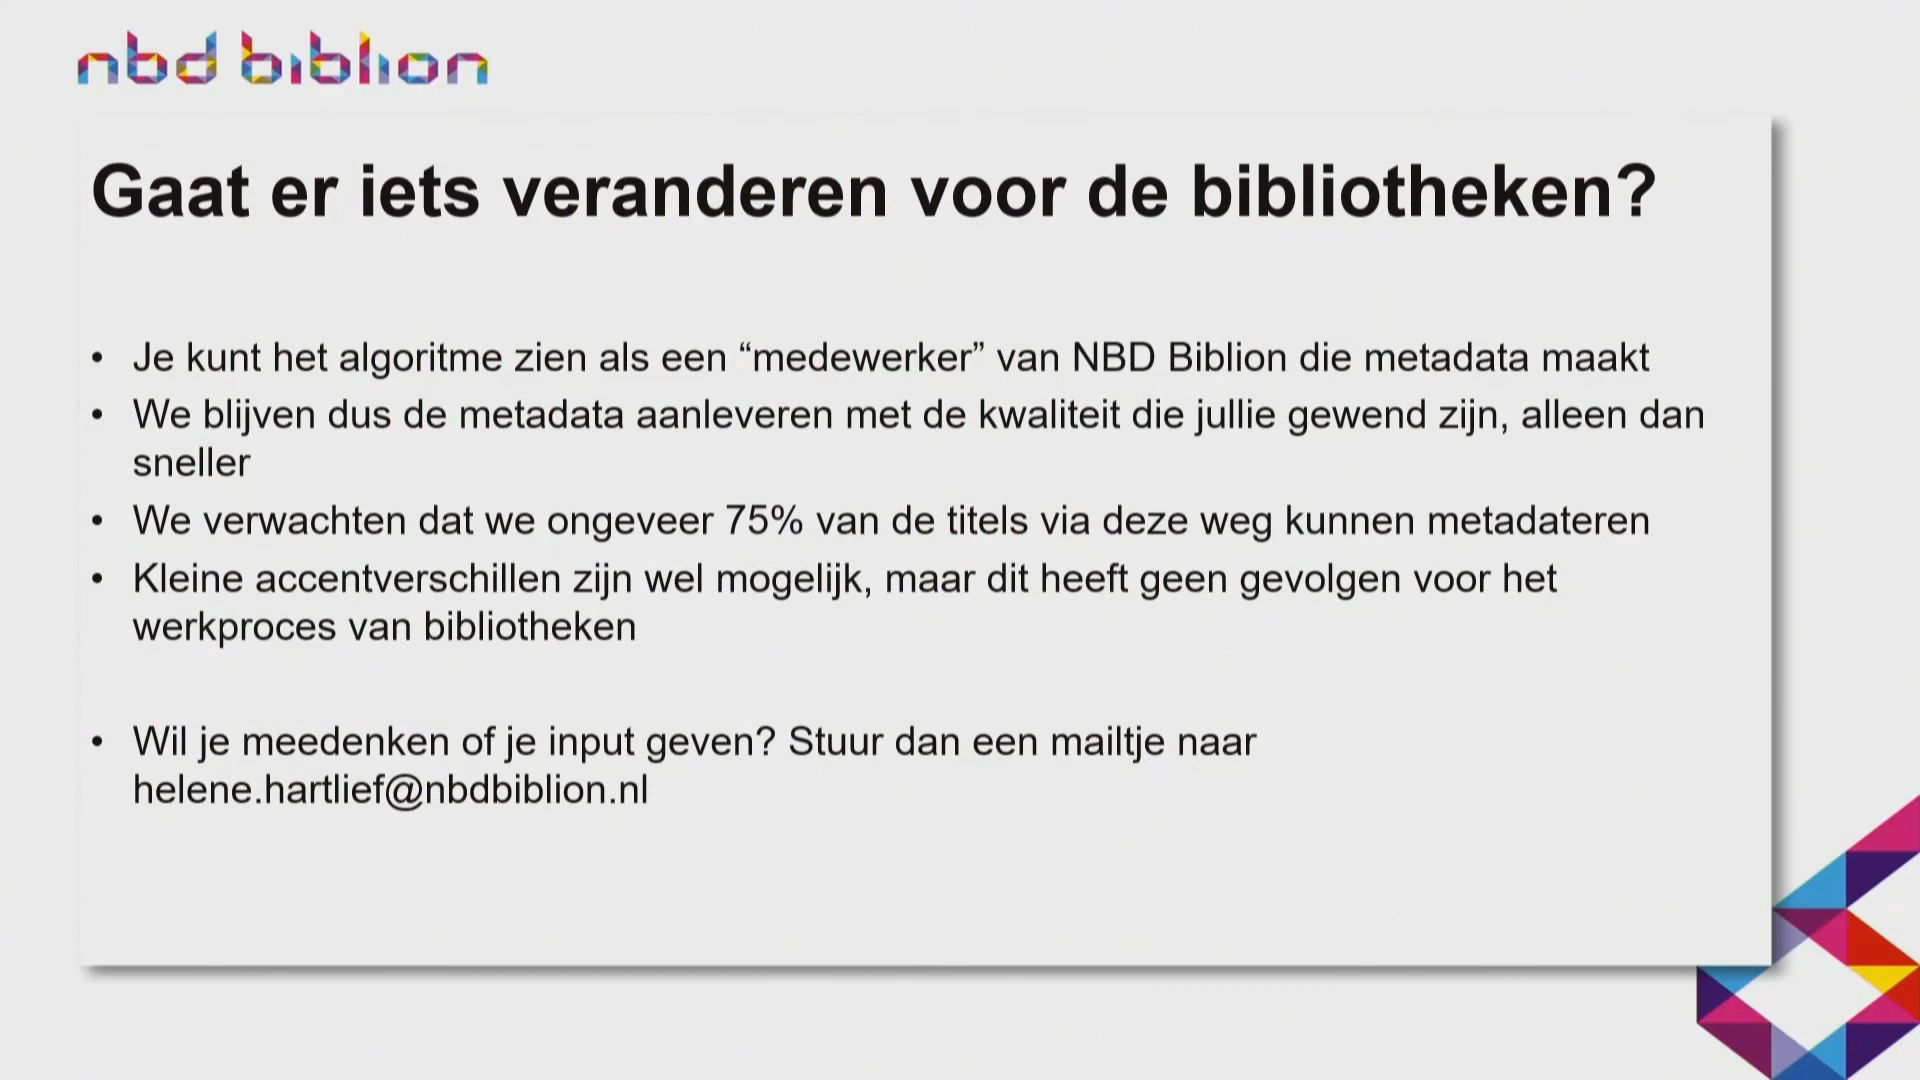 nbd biblion
Gaat er iets veranderen voor de bibliotheken?
• Je kunt het algoritme zien als een “medewerker” van NBD Biblion die metadata maakt
• We blijven dus de metadata aanleveren met de kwaliteit die jullie gewend zijn, alleen dan
sneller
• We verwachten dat we ongeveer 75% van de titels via deze weg kunnen metadateren
• Kleine accentverschillen zijn wel mogelijk, maar dit heeft geen gevolgen voor het
werkproces van bibliotheken
• Wil je meedenken of je input geven? Stuur dan een mailtje naar
helene.hartlief@nbdbiblion.nl